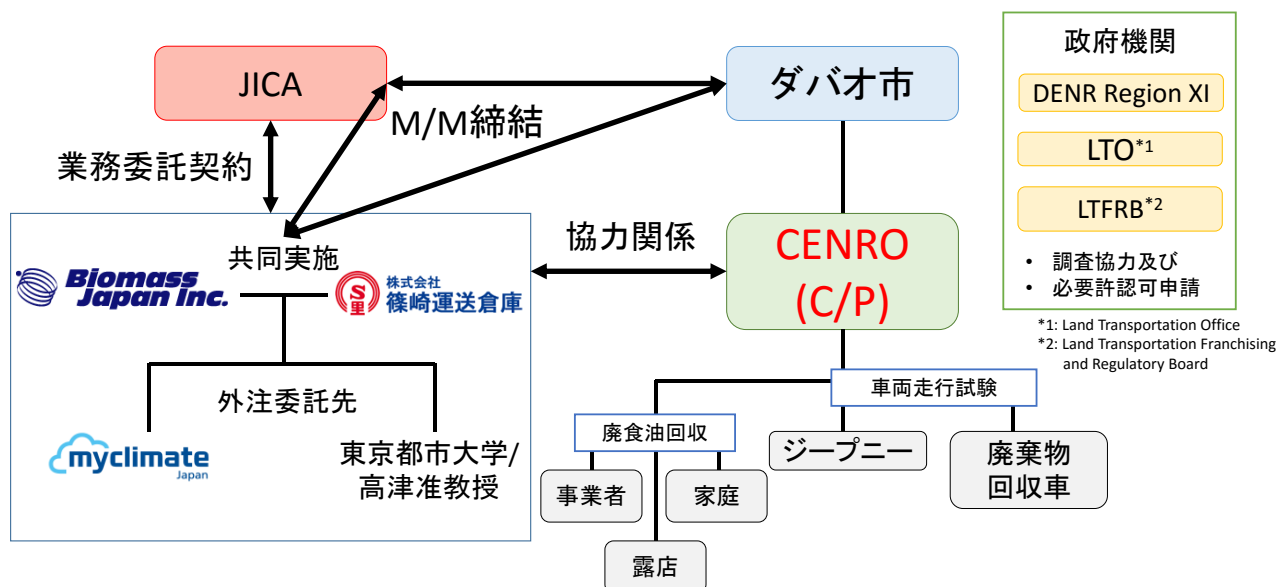 JICA
ダバオ市
M/M締結
業務委託契約
政府機関
DENR Region XI
LTO*1
LTFRB*2
• 調査協力及び
• 必要許認可申請
*1: Land Transportation Office
*2: Land Transportation Franchising
and Regulatory Board
共同実施
Biomass
Japan Inc.
S里
株式会社
篠崎運送倉庫
外注委託先
myclimate
Japan
東京都市大学/
高津准教授
協力関係
CENRO
(C/P)
車両走行試験
廃食油回収
ジープニー
廃棄物
回収車
事業者
家庭
露店